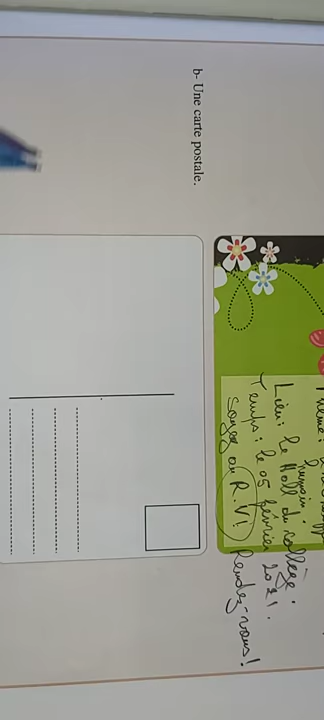 Lieu: le Hall du collège.
Temps: le 05 février 2021.
Soyez au R.V! Rendez-vous!
b- Une carte postale.